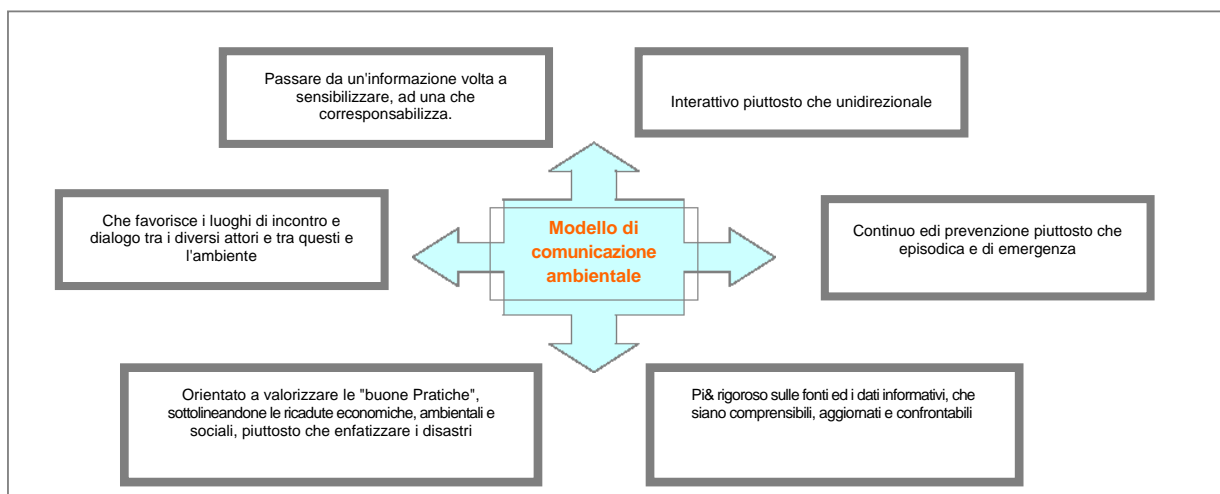 Passare da un'informazione volta a
sensibilizzare, ad una che
corresponsabilizza.
Interattivo piuttosto che unidirezionale
Che favorisce i luoghi di incontro e
dialogo tra i diversi attori e tra questi e
l'ambiente
Modello di
comunicazione
ambientale
Continuo edi prevenzione piuttosto che
episodica e di emergenza
Orientato a valorizzare le "buone Pratiche",
sottolineandone le ricadute economiche, ambientali e
sociali, piuttosto che enfatizzare i disastri
Pi& rigoroso sulle fonti ed i dati informativi, che
siano comprensibili, aggiornati e confrontabili